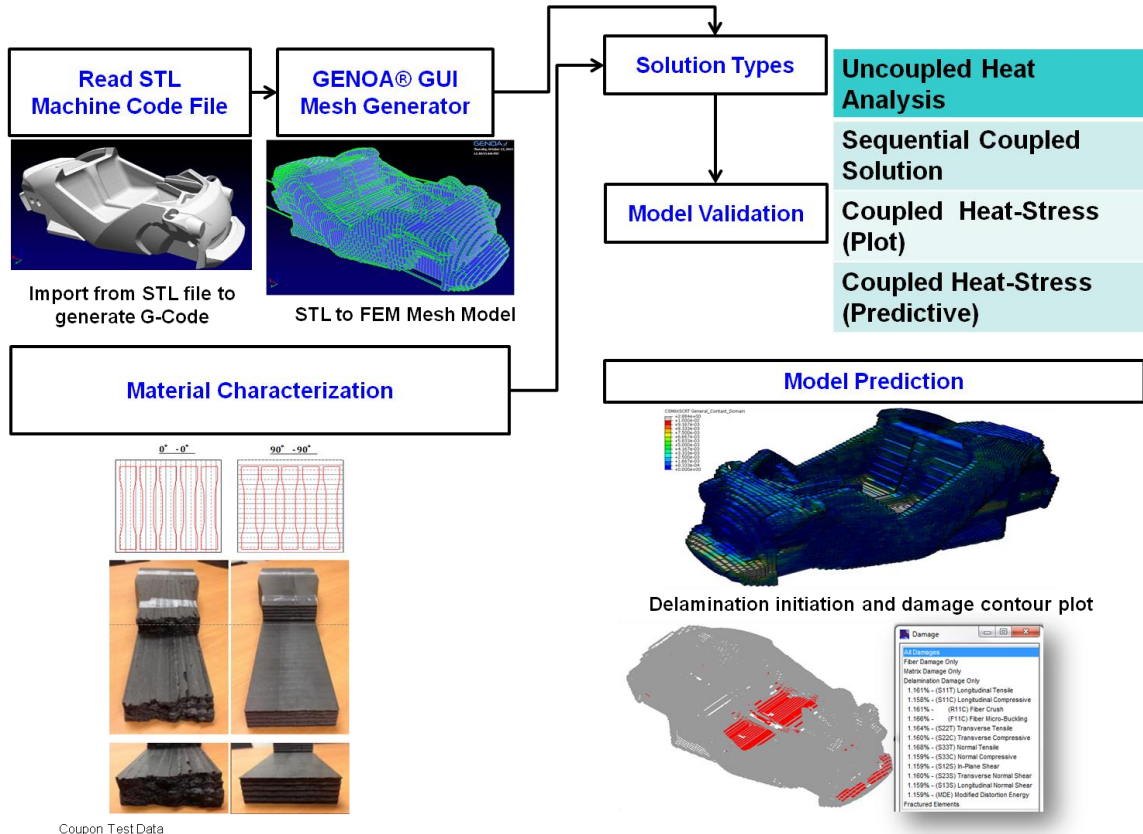 Read STL
Machine Code File
GENOA® GUI
Mesh Generator
Solution Types
Uncoupled Heat
Analysis
Sequential Coupled
Solution
Model Validation
Coupled Heat-Stress
(Plot)
Coupled Heat-Stress
(Predictive)
GENOA
Import from STL file to
generate G-Code
STL to FEM Mesh Model
Material Characterization
Model Prediction
0° -0°
90° -90°
CSMAXSCRT General_Contact_Domain
Delamination initiation and damage contour plot
Damage
All Damages
Fiber Damage Only
Matrix Damage Only
Delamination Damage Only
1.161% - (S11T) Longitudinal Tensile
1.158% - (S11C) Longitudinal Compressive
1.161% - (R11C) Fiber Crush
1.166% - (F11C) Fiber Micro-Buckling
1.164% - (S22T) Transverse Tensile
1.160% - (S22C) Transverse Compressive
1.168% - (S33T) Normal Tensile
1.159% - (S33C) Normal Compressive
1.159% - (S12S) In-Plane Shear
1.160% - (S23S) Transverse Normal Shear
1.159% - (S13S) Longitudinal Normal Shear
1.159% - (MDE) Modified Distortion Energy
Fractured Elements
Coupon Test Data